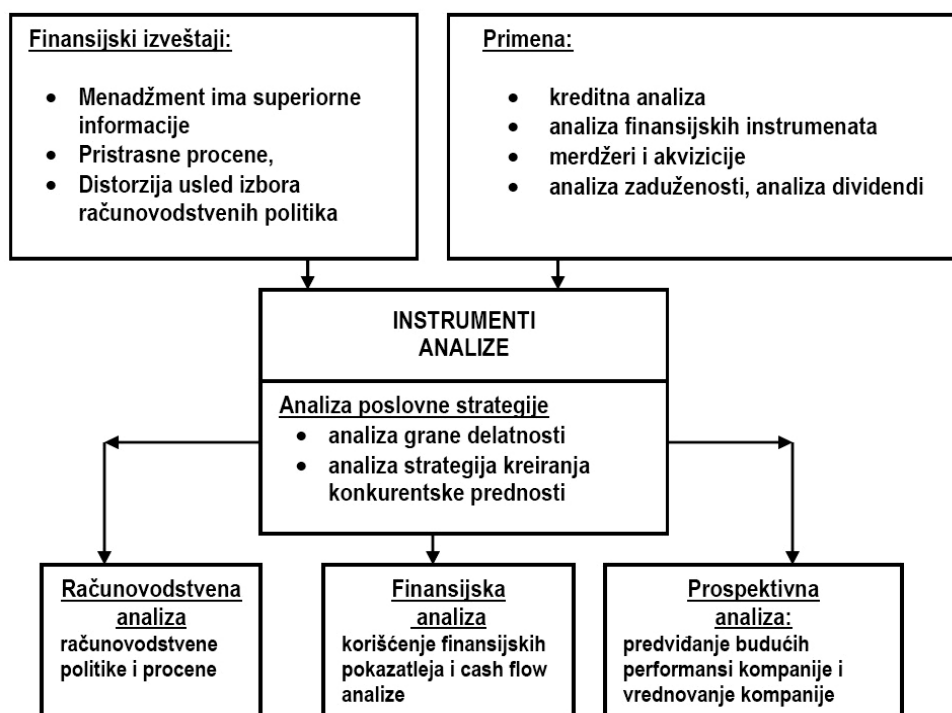 Finansijski izveštaji:
• Menadžment ima superiorne
informacije
• Pristrasne procene,
• Distorzija usled izbora
računovodstvenih politika
Primena:
• kreditna analiza
• analiza finansijskih instrumenata
• merdžeri i akvizicije
• analiza zaduženosti, analiza dividendi
INSTRUMENTI
ANALIZE
Analiza poslovne strategije
• analiza grane delatnosti
• analiza strategija kreiranja
konkurentske prednosti
Računovodstvena
analiza
računovodstvene
politike i procene
Finansijska
analiza
korišćenje finansijskih
pokazatleja i cash flow
analize
Prospektivna
analiza:
predviđanje budućih
performansi kompanije i
vrednovanje kompanije